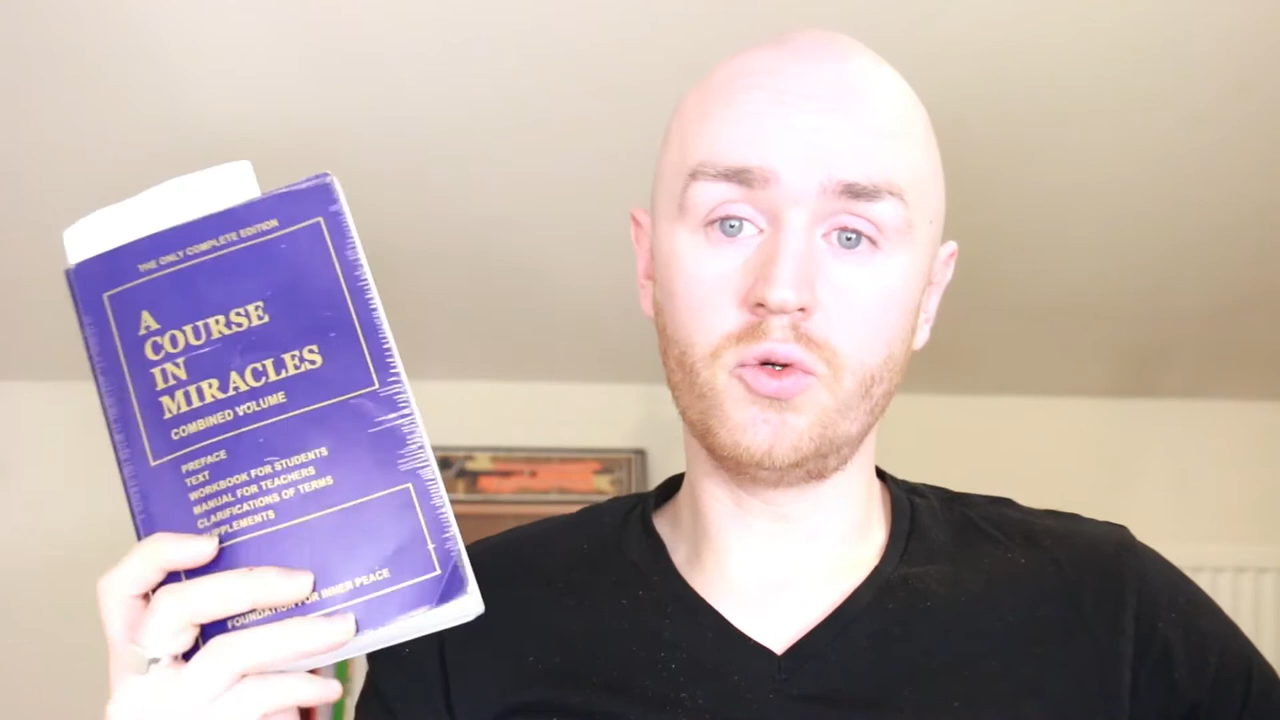 THE ONLY COMPLETE EDITION
A
COURSE
IN
MIRACLES
COMBINED VOLUME
PREFACE
TEXT
WORKBOOK FOR STUDENTS
MANUAL FOR TEACHERS
CLARIFICATIONS OF TERMS
SUPPLEMENTS
FOUNDATION FOR INNER PEACE